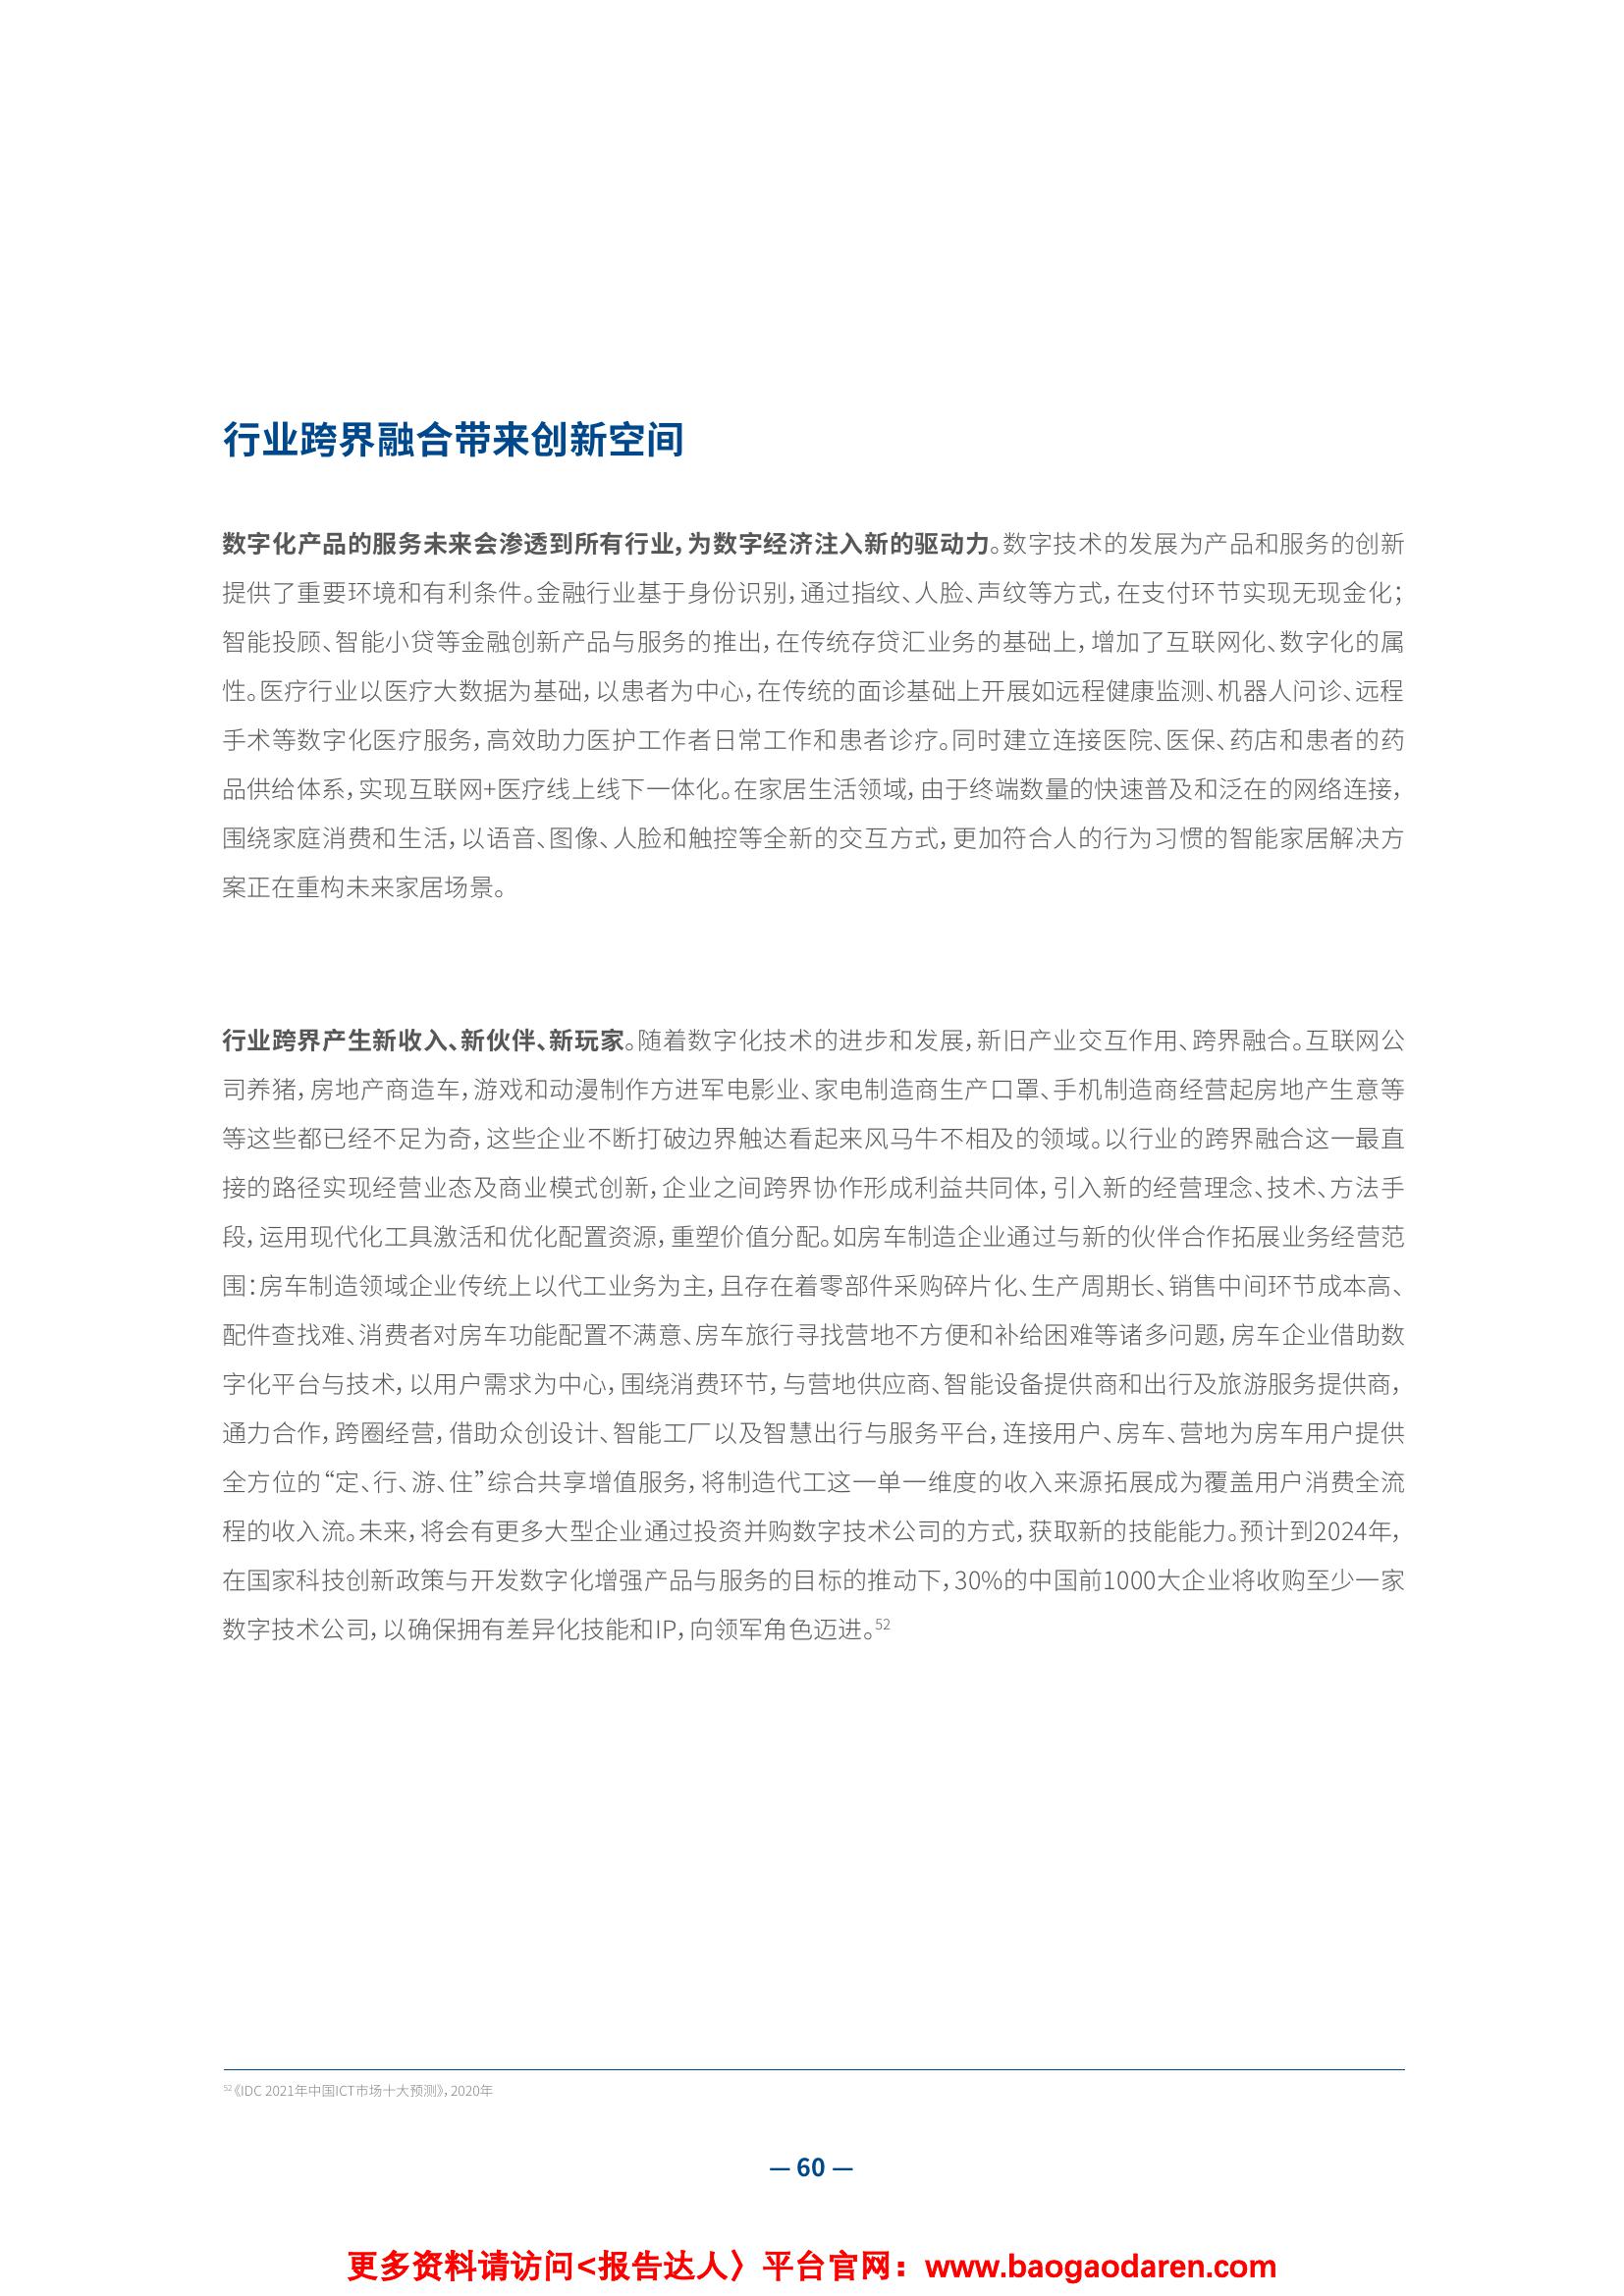 行业跨界融合带来创新空间
数字化产品的服务未来会渗透到所有行业，为数字经济注入新的驱动力。数字技术的发展为产品和服务的创新
提供了重要环境和有利条件。金融行业基于身份识别，通过指纹、人脸、声纹等方式，在支付环节实现无现金化；
智能投顾、智能小贷等金融创新产品与服务的推出，在传统存贷汇业务的基础上，增加了互联网化、数字化的属
性。医疗行业以医疗大数据为基础，以患者为中心，在传统的面诊基础上开展如远程健康监测、机器人问诊、远程
手术等数字化医疗服务，高效助力医护工作者日常工作和患者诊疗。同时建立连接医院、医保、药店和患者的药
品供给体系，实现互联网+医疗线上线下一体化。在家居生活领域，由于终端数量的快速普及和泛在的网络连接，
围绕家庭消费和生活，以语音、图像、人脸和触控等全新的交互方式，更加符合人的行为习惯的智能家居解决方
案正在重构未来家居场景。
行业跨界产生新收入、新伙伴、新玩家。随着数字化技术的进步和发展，新旧产业交互作用、跨界融合。互联网公
司养猪，房地产商造车，游戏和动漫制作方进军电影业、家电制造商生产口罩、手机制造商经营起房地产生意等
等这些都已经不足为奇，这些企业不断打破边界触达看起来风马牛不相及的领域。以行业的跨界融合这一最直
接的路径实现经营业态及商业模式创新，企业之间跨界协作形成利益共同体，引入新的经营理念、技术、方法手
段，运用现代化工具激活和优化配置资源，重塑价值分配。如房车制造企业通过与新的伙伴合作拓展业务经营范
围：房车制造领域企业传统上以代工业务为主，且存在着零部件采购碎片化、生产周期长、销售中间环节成本高、
配件查找难、消费者对房车功能配置不满意、房车旅行寻找营地不方便和补给困难等诸多问题，房车企业借助数
字化平台与技术，以用户需求为中心，围绕消费环节，与营地供应商、智能设备提供商和出行及旅游服务提供商，
通力合作，跨圈经营，借助众创设计、智能工厂以及智慧出行与服务平台，连接用户、房车、营地为房车用户提供
全方位的“定、行、游、住”综合共享增值服务，将制造代工这一单一维度的收入来源拓展成为覆盖用户消费全流
程的收入流。未来，将会有更多大型企业通过投资并购数字技术公司的方式，获取新的技能能力。预计到2024年，
在国家科技创新政策与开发数字化增强产品与服务的目标的推动下，30%的中国前1000大企业将收购至少一家
数字技术公司，以确保拥有差异化技能和IP，向领军角色迈进。52
52《IDC 2021年中国ICT市场十大预测》，2020年
— 60 —
更多资料请访问<报告达人〉平台官网：www.baogaodaren.com